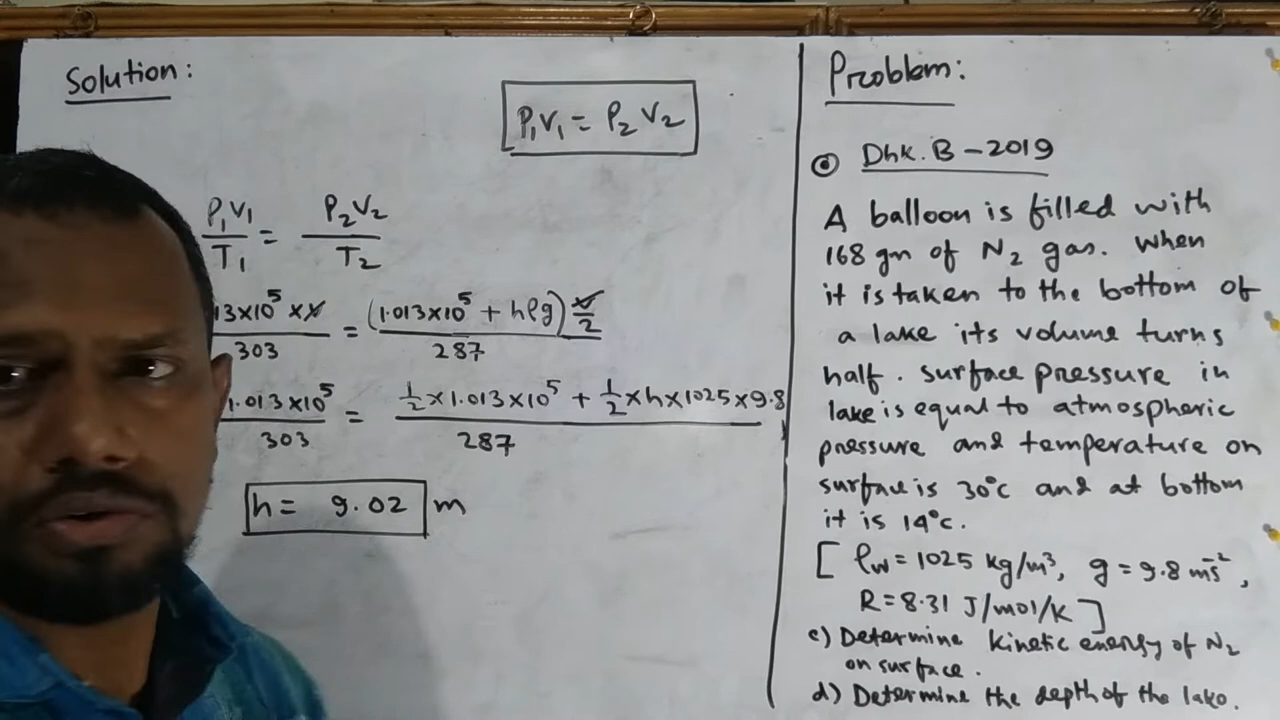 Solution:
P₁V₁ = P₂V₂
P₁V₁/T₁ = P₂V₂/T₂
13×10⁵ ×V/303 = (1.013×10⁵ + hρg) V/2/287
1.013×10⁵/303 = ½×1.013×10⁵ + ½×h×1025×9.8/287
h = 9.02 m
Problem:
Dhk. B - 2019
A balloon is filled with
168 gm of N₂ gas. When
it is taken to the bottom of
a lake its volume turns
half. surface pressure in
lake is equal to atmospheric
pressure and temperature on
surface is 30°c and at bottom
it is 14°c.
[ ρw = 1025 kg/m³, g = 9.8 ms⁻²,
R = 8.31 J/mol/K ]
c) Determine kinetic energy of N₂
on surface.
d) Determine the depth of the lake.